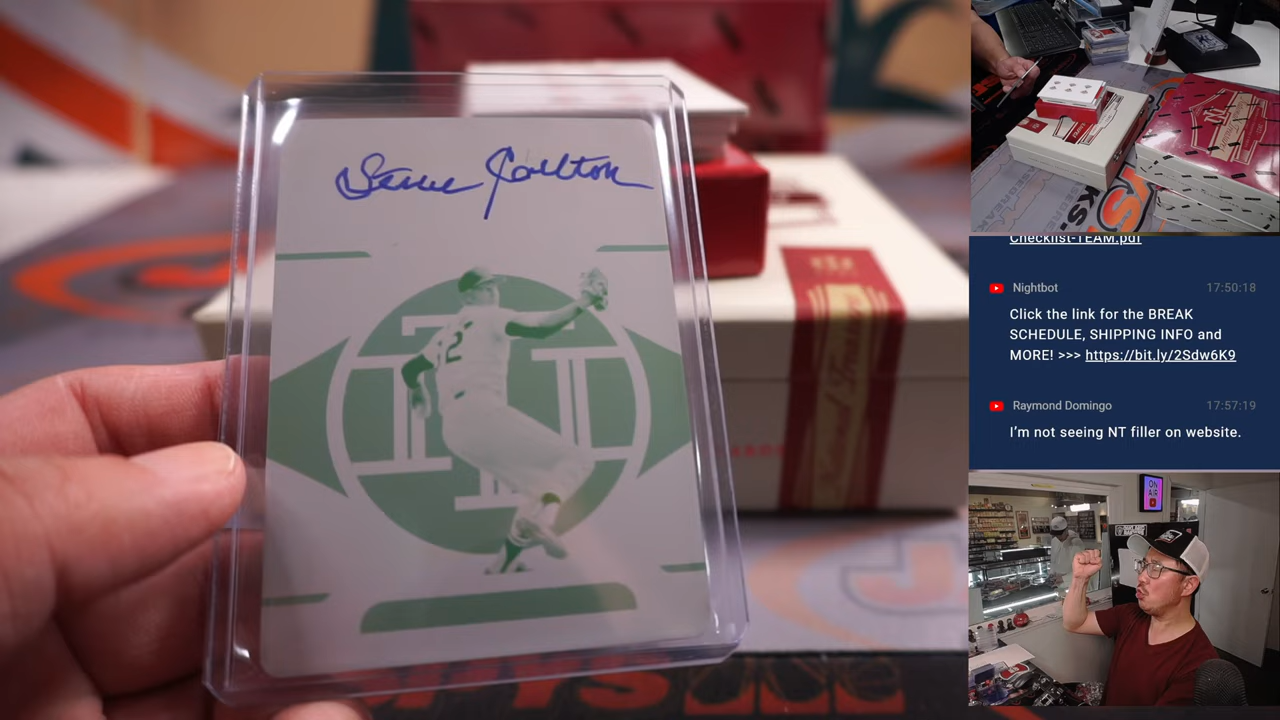 Steve Carlton
2
N
Checklist-TEAM.pdf
Nightbot
17:50:18
Click the link for the BREAK
SCHEDULE, SHIPPING INFO and
MORE! >>> https://bit.ly/2Sdw6K9
Raymond Domingo
17:57:19
I'm not seeing NT filler on website.
ON
AIR